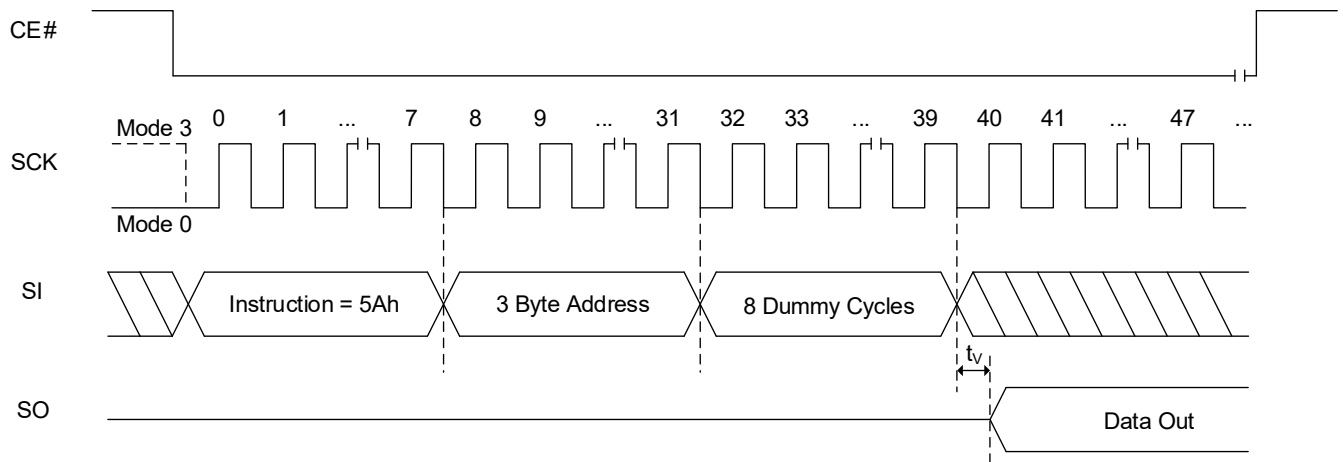 CE#
0 1 ... 7 8 9 ... 31 32 33 ... 39 40 41 ... 47 ...
Mode 3
SCK
Mode 0
SI Instruction = 5Ah 3 Byte Address 8 Dummy Cycles
tV
SO Data Out